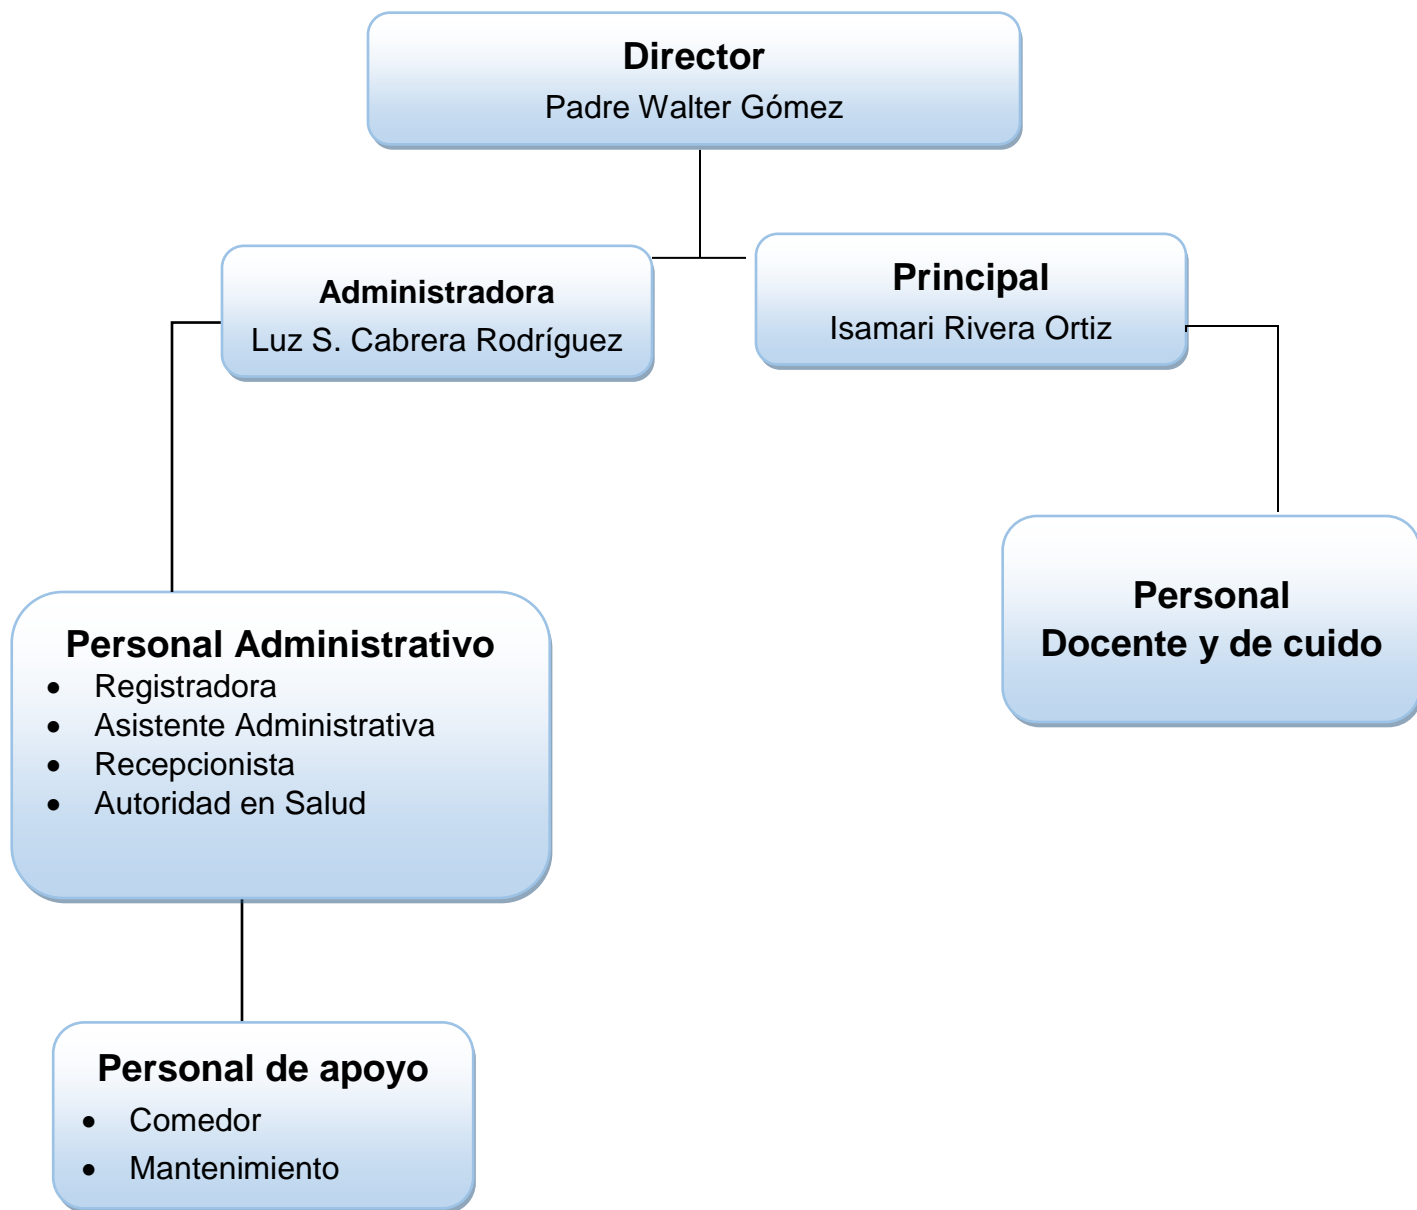 Director
Padre Walter Gómez
Administradora
Luz S. Cabrera Rodríguez
Principal
Isamari Rivera Ortiz
Personal
Docente y de cuido
Personal Administrativo
• Registradora
• Asistente Administrativa
• Recepcionista
• Autoridad en Salud
Personal de apoyo
• Comedor
• Mantenimiento